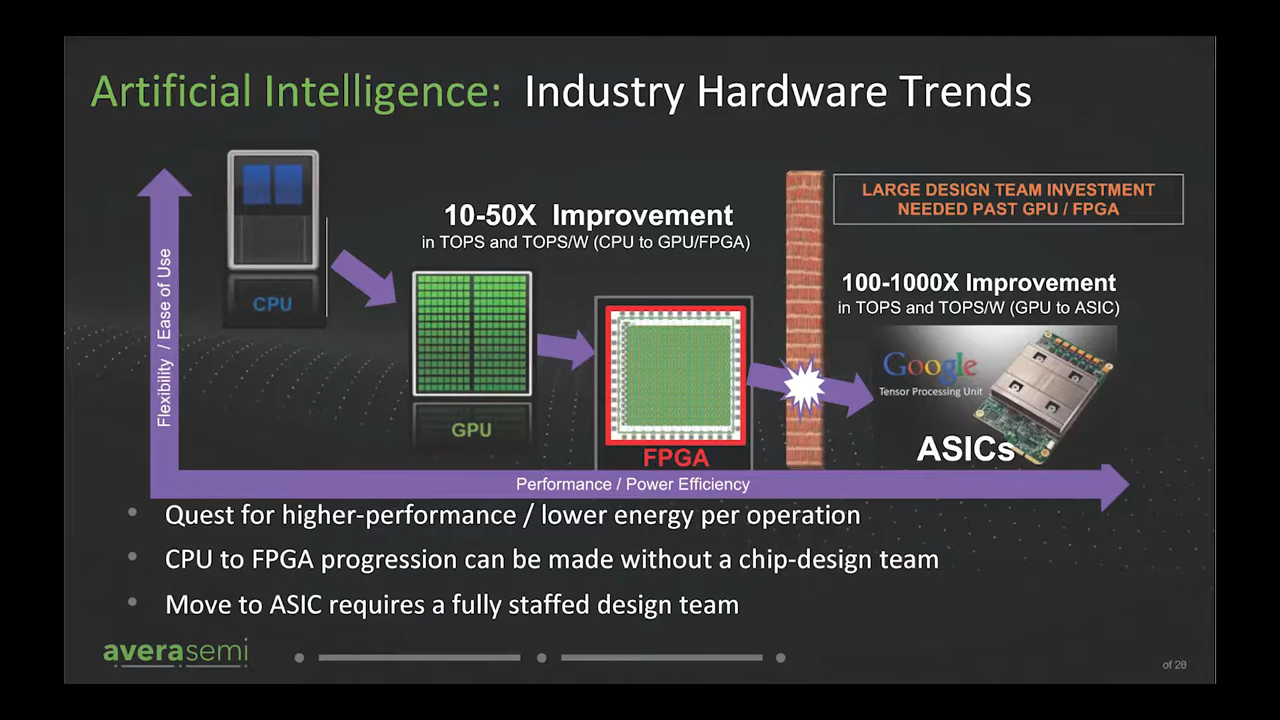 Artificial Intelligence: Industry Hardware Trends
Flexibility / Ease of Use
CPU
10-50X Improvement
in TOPS and TOPS/W (CPU to GPU/FPGA)
GPU
FPGA
LARGE DESIGN TEAM INVESTMENT
NEEDED PAST GPU / FPGA
100-1000X Improvement
in TOPS and TOPS/W (GPU to ASIC)
Google
Tensor Processing Unit
ASICs
Performance / Power Efficiency
• Quest for higher-performance / lower energy per operation
• CPU to FPGA progression can be made without a chip-design team
• Move to ASIC requires a fully staffed design team
averasemi
of 28